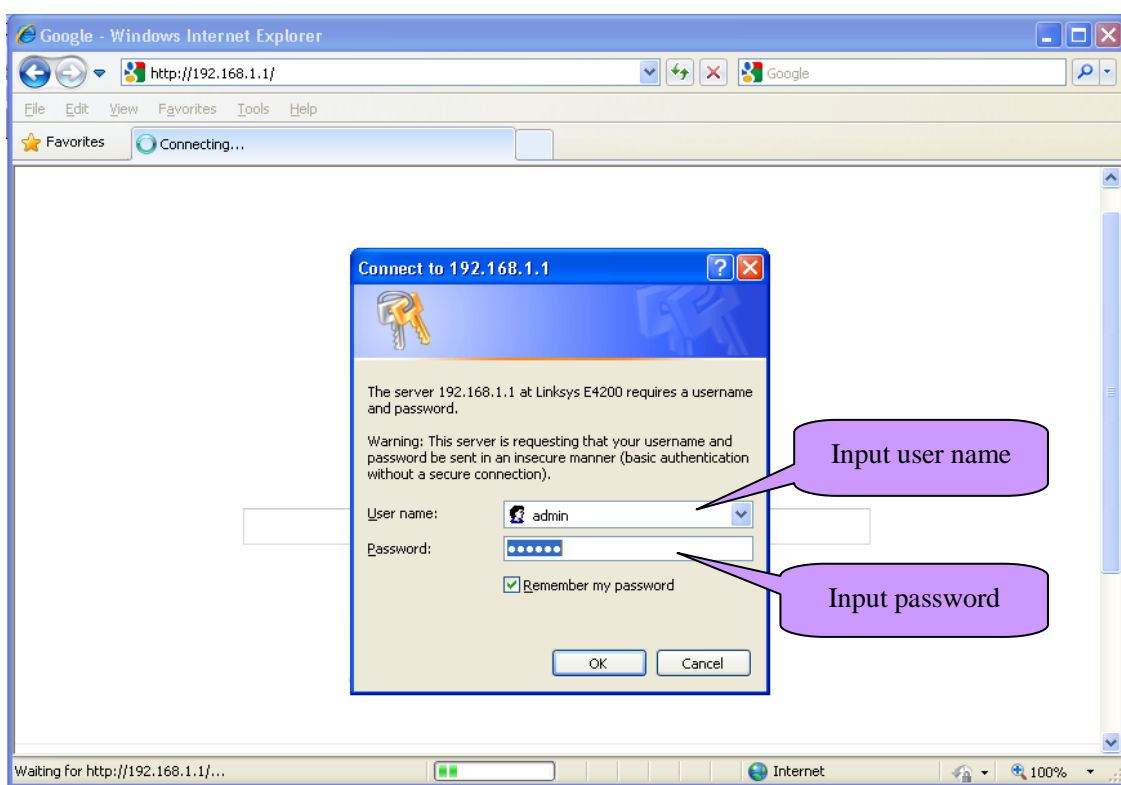 Google - Windows Internet Explorer
http://192.168.1.1/
Google
File Edit View Favorites Tools Help
Favorites
Connecting...
Connect to 192.168.1.1
The server 192.168.1.1 at Linksys E4200 requires a username
and password.
Warning: This server is requesting that your username and
password be sent in an insecure manner (basic authentication
without a secure connection).
Input user name
User name:
admin
Password:
••••••
Remember my password
Input password
OK
Cancel
Waiting for http://192.168.1.1/...
Internet
100%